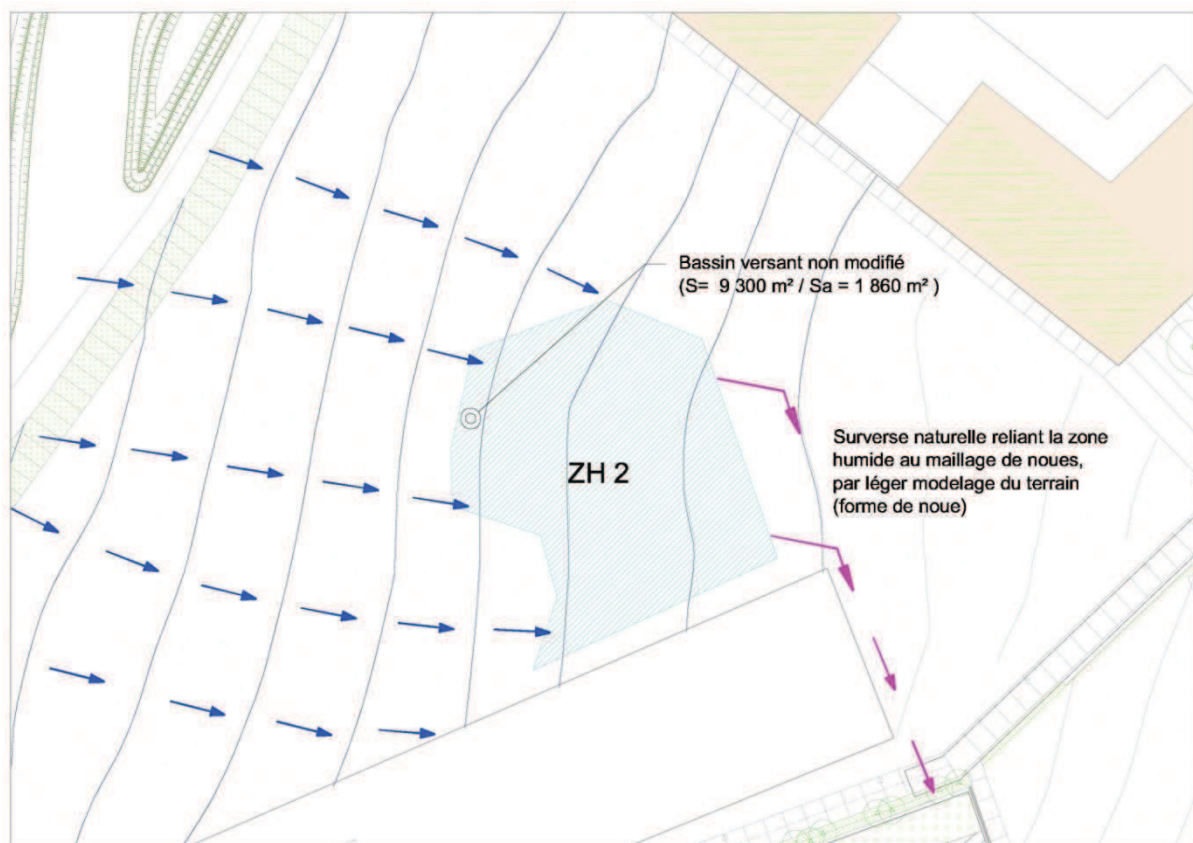 Bassin versant non modifié
(S= 9 300 m² / Sa = 1 860 m² )
Surverse naturelle reliant la zone
humide au maillage de noues,
par léger modelage du terrain
(forme de noue)
ZH 2